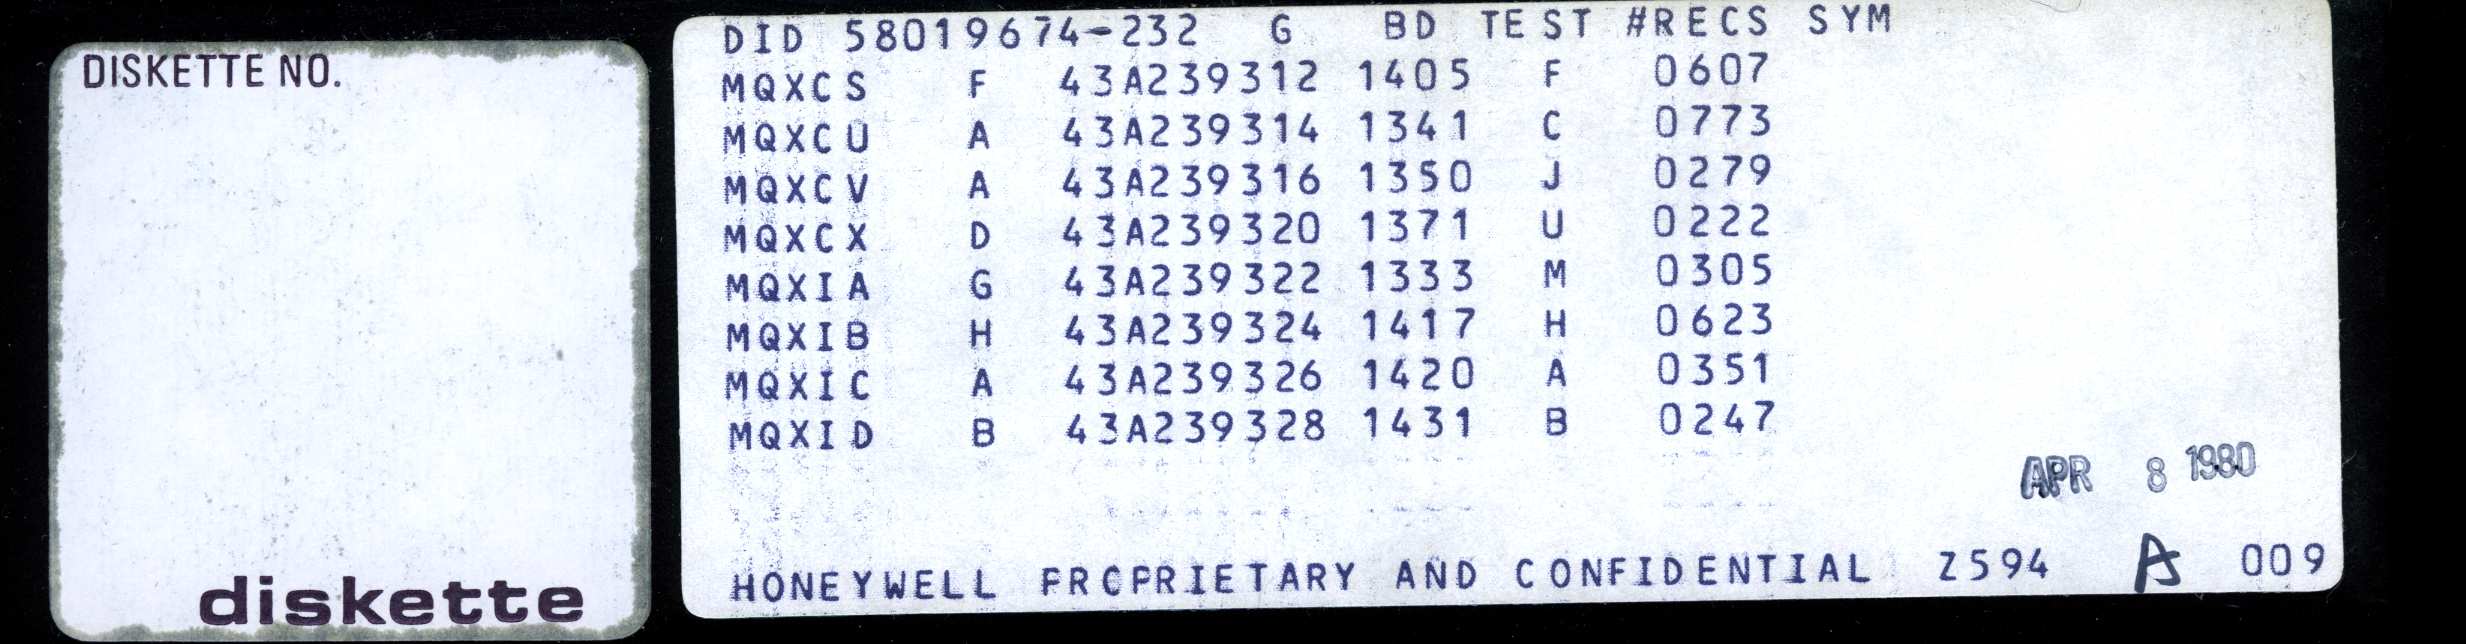 DISKETTE NO.
diskette
DID 58019674-232 G BD TEST #RECS SYM
MQXCS F 43A239312 1405 F 0607
MQXCU A 43A239314 1341 C 0773
MQXCV A 43A239316 1350 J 0279
MQXCX D 43A239320 1371 U 0222
MQXIA G 43A239322 1333 M 0305
MQXIB H 43A239324 1417 H 0623
MQXIC A 43A239326 1420 A 0351
MQXID B 43A239328 1431 B 0247
APR 8 1980
HONEYWELL PROPRIETARY AND CONFIDENTIAL Z594 A 009